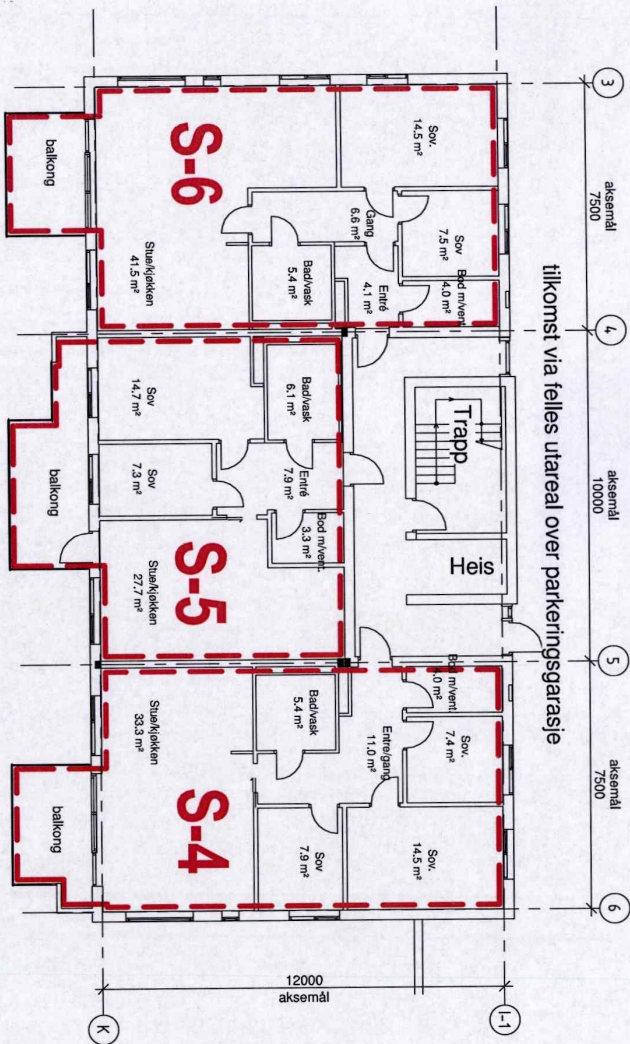 tilkomst via felles utareal over parkeringsgarasje
3
aksemål
7500
4
aksemål
10000
5
aksemål
7500
6
I-1
12000
aksemål
K
S-6
Sov.
14.5 m²
Sov
7.5 m²
Bod m/vent
4.0 m²
Gang
6.6 m²
Entré
4.1 m²
Bad/vask
5.4 m²
Stue/kjøkken
41.5 m²
balkong
Trapp
Heis
S-5
Bad/vask
6.1 m²
Entré
7.9 m²
Bod m/vent.
3.3 m²
Sov
14.7 m²
Sov
7.3 m²
Stue/kjøkken
27.7 m²
balkong
S-4
Bod m/vent.
.0 m²
Sov.
7.4 m²
Sov.
14.5 m²
Entre/gang
11.0 m²
Bad/vask
5.4 m²
Sov
7.9 m²
Stue/kjøkken
33.3 m²
balkong